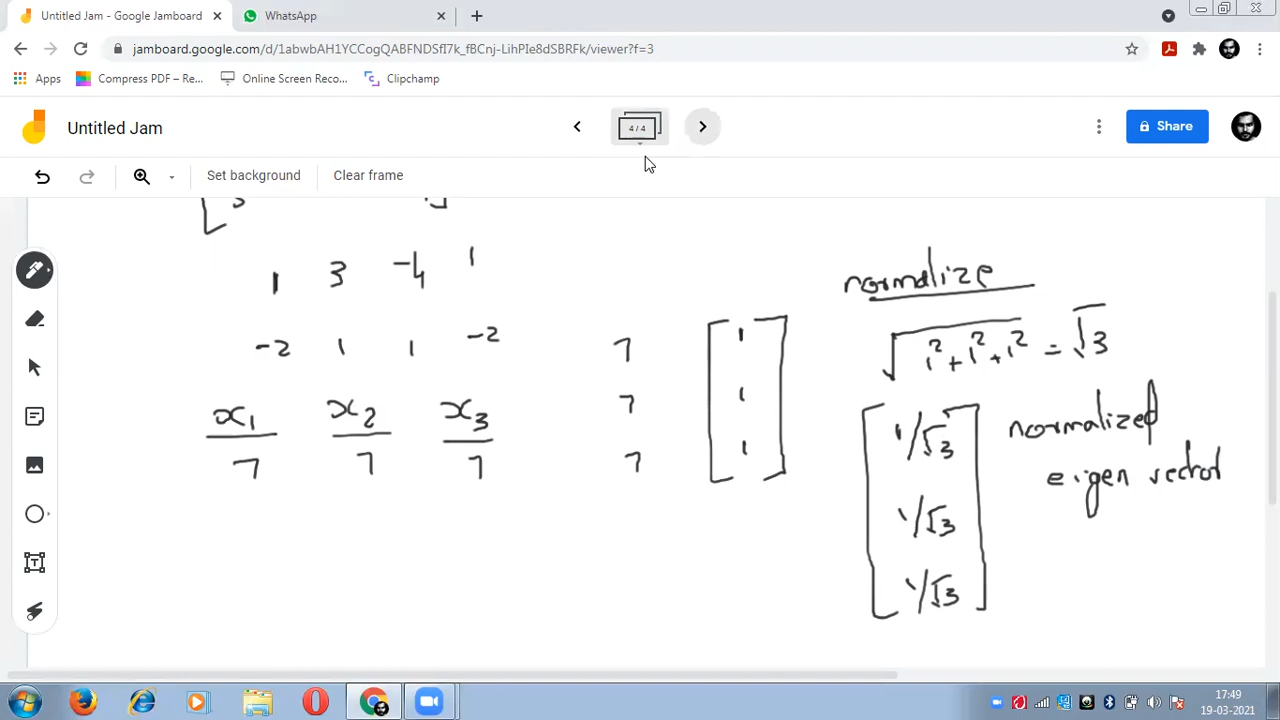 Untitled Jam - Google Jamboard
WhatsApp
jamboard.google.com/d/1abwbAH1YCCogQABFNDSfI7k_fBCnj-LihPIe8dSBRFk/viewer?f=3
Apps
Compress PDF – Re...
Online Screen Reco...
Clipchamp
Untitled Jam
4 / 4
Share
Set background
Clear frame
1 3 -4 1
-2 1 1 -2
x1 x2 x3
7 7 7
7
7
7
1
1
1
normalize
√1²+1²+1² = √3
1/√3
1/√3
1/√3
normalized
eigen vector
17:49
19-03-2021